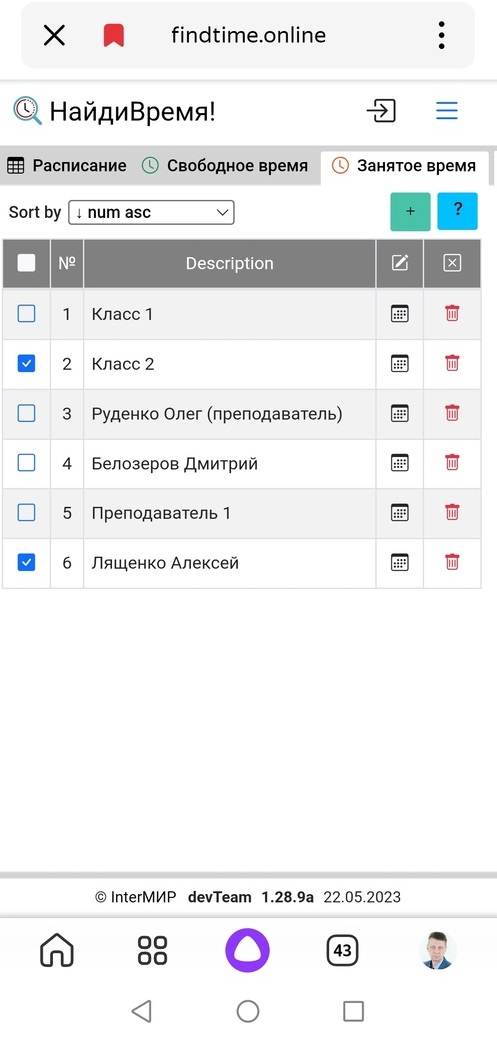 findtime.online
НайдиВремя!
Расписание Свободное время Занятое время
Sort by ↓ num asc + ?
№ Description
1 Класс 1
2 Класс 2
3 Руденко Олег (преподаватель)
4 Белозеров Дмитрий
5 Преподаватель 1
6 Лященко Алексей
© InterМИР devTeam 1.28.9a 22.05.2023
43